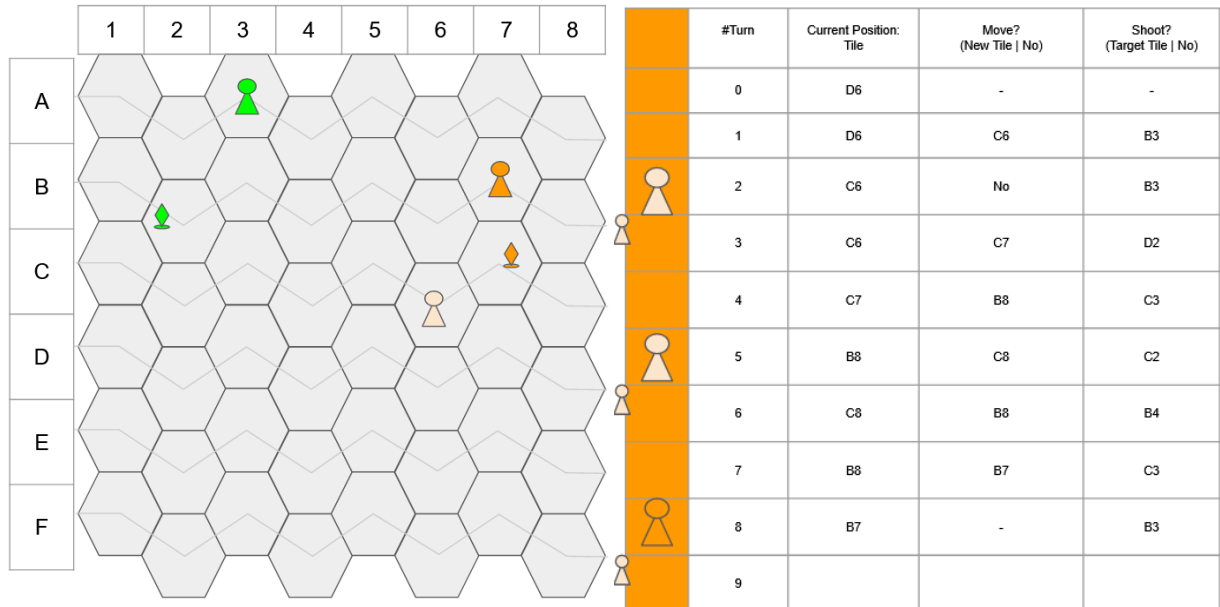 1 2 3 4 5 6 7 8
A
B
C
D
E
F
#Turn Current Position: Tile Move? (New Tile | No) Shoot? (Target Tile | No)
0 D6 - -
1 D6 C6 B3
2 C6 No B3
3 C6 C7 D2
4 C7 B8 C3
5 B8 C8 C2
6 C8 B8 B4
7 B8 B7 C3
8 B7 - B3
9